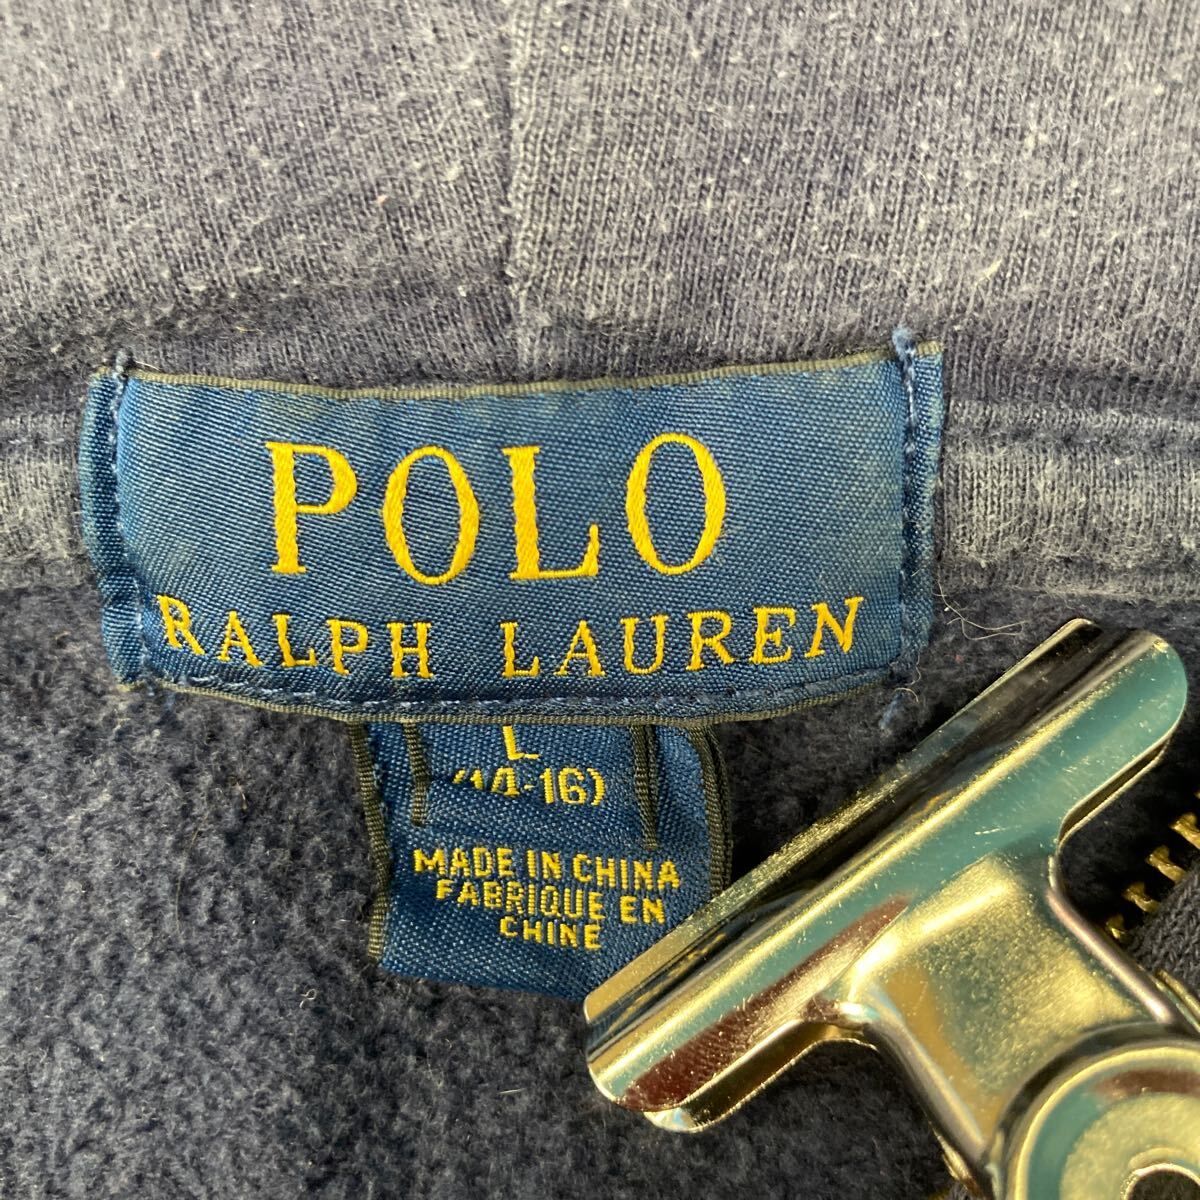 POLO
RALPH LAUREN
L
(14-16)
MADE IN CHINA
FABRIQUE EN
CHINE